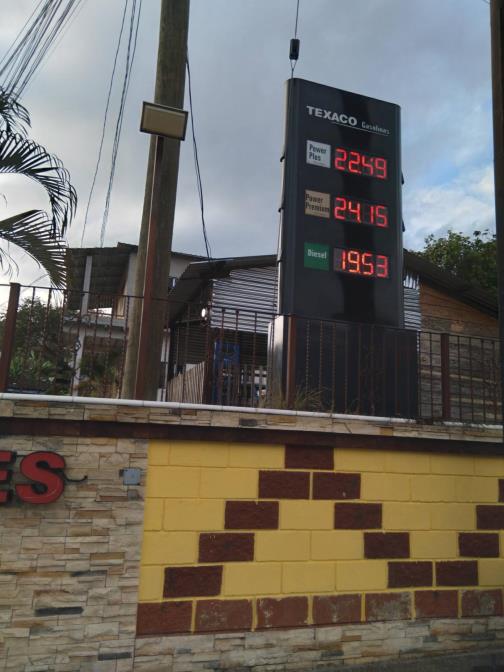 TEXACO Gasolinas
Power Plus 22.49
Power Premium 24.15
Diesel 19.53
ES